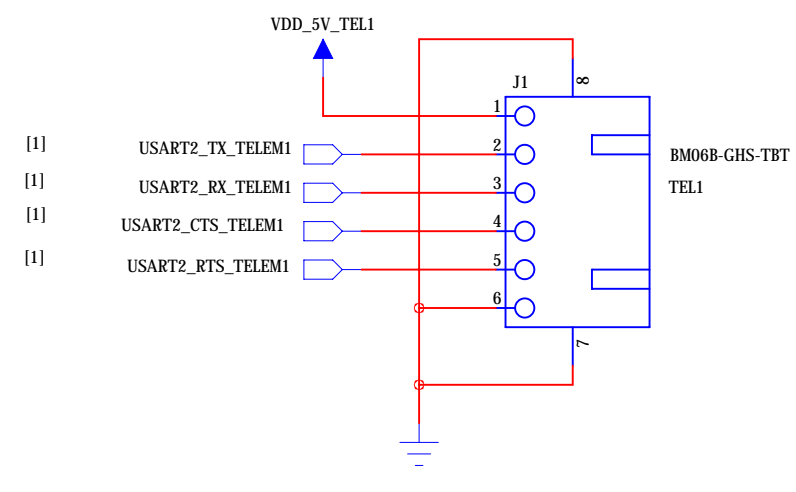 VDD_5V_TEL1
J1
8
1
[1] USART2_TX_TELEM1 2 BM06B-GHS-TBT
[1] USART2_RX_TELEM1 3 TEL1
[1] USART2_CTS_TELEM1 4
[1] USART2_RTS_TELEM1 5
6
7